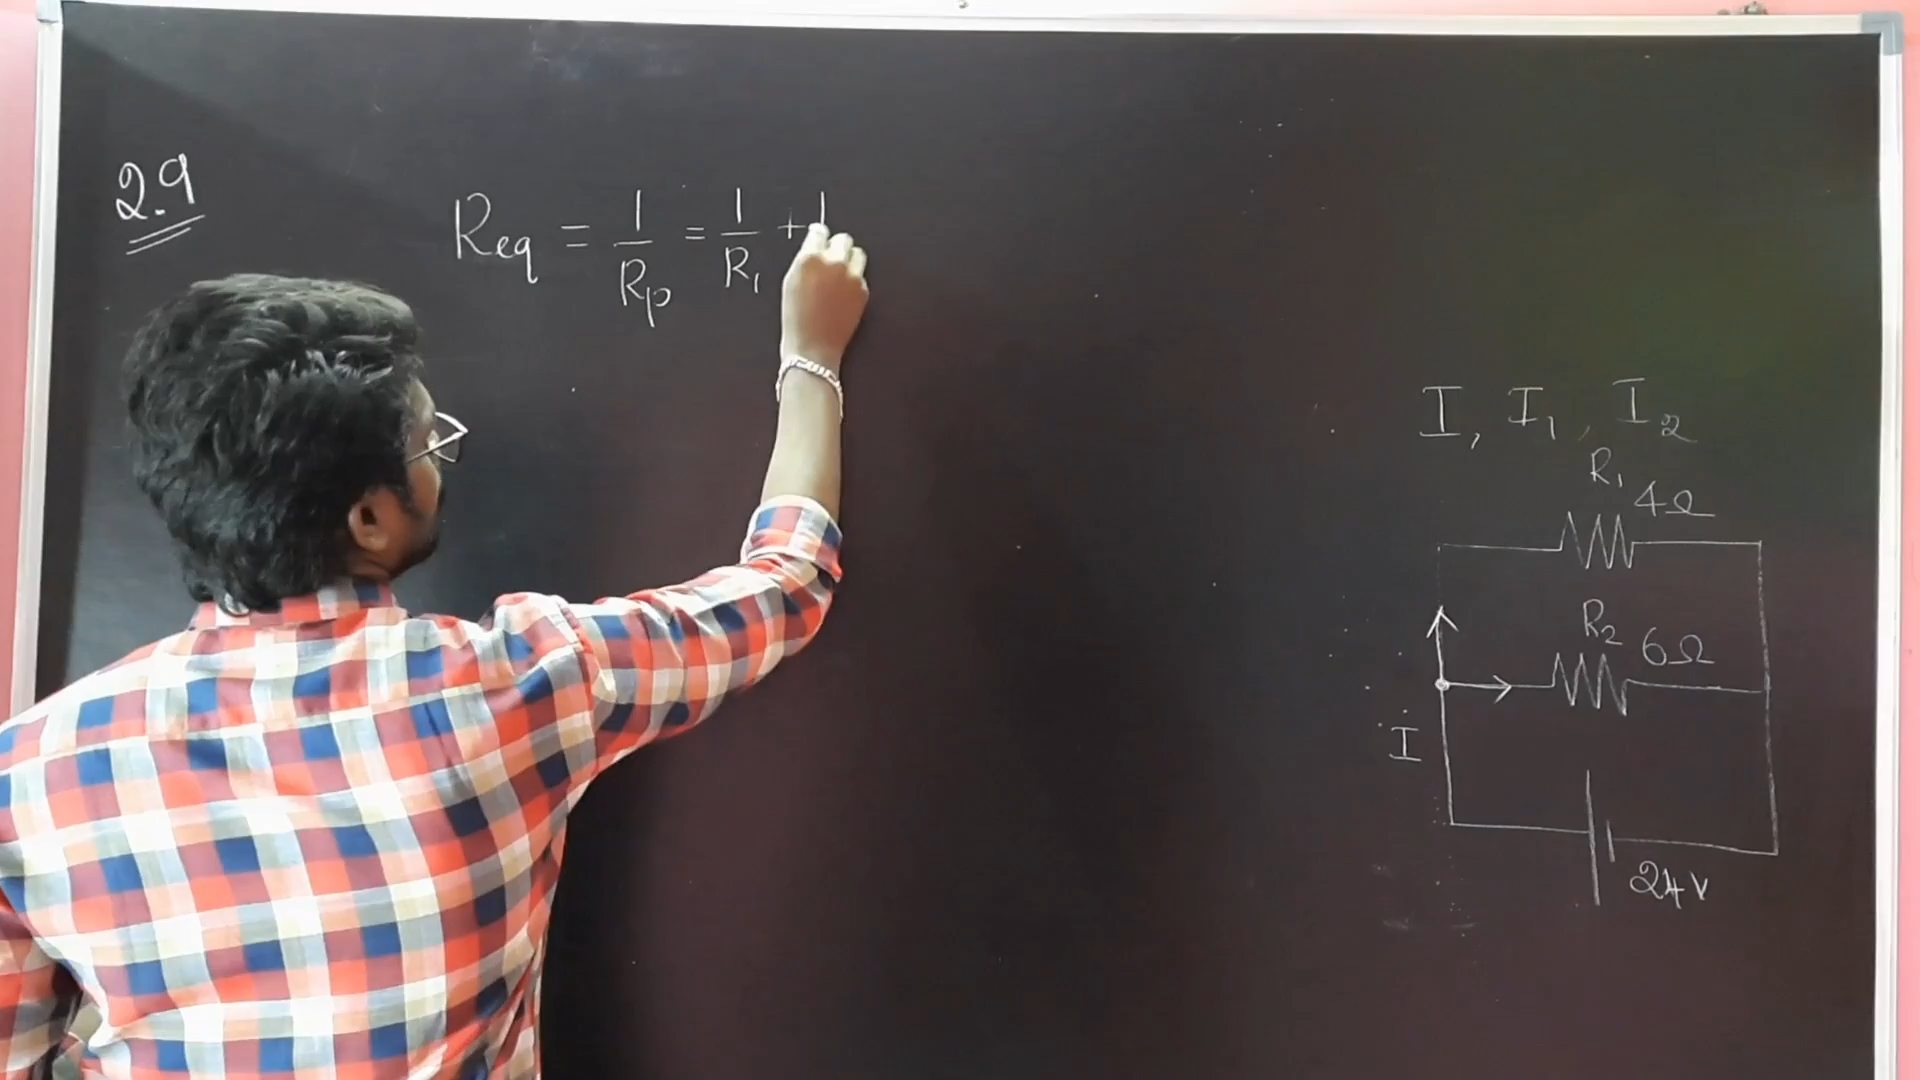 2.9
Req = 1/Rp = 1/R1 + 1
I, I1, I2
R1
4Ω
R2
6Ω
I
24V